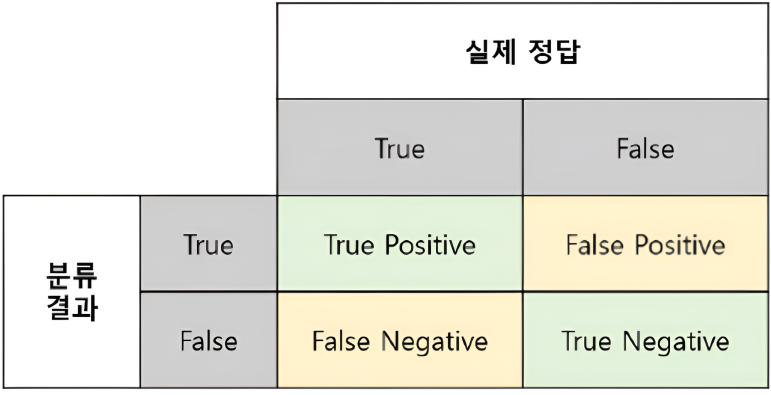 실제 정답
True
False
분류
결과
True
True Positive
False Positive
False
False Negative
True Negative